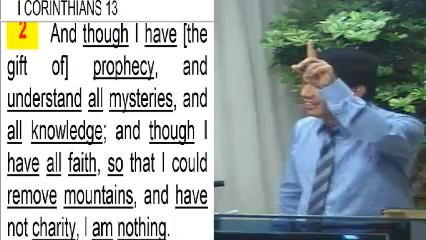 I CORINTHIANS 13
2 And though I have [the
gift of] prophecy, and
understand all mysteries, and
all knowledge; and though I
have all faith, so that I could
remove mountains, and have
not charity, I am nothing.